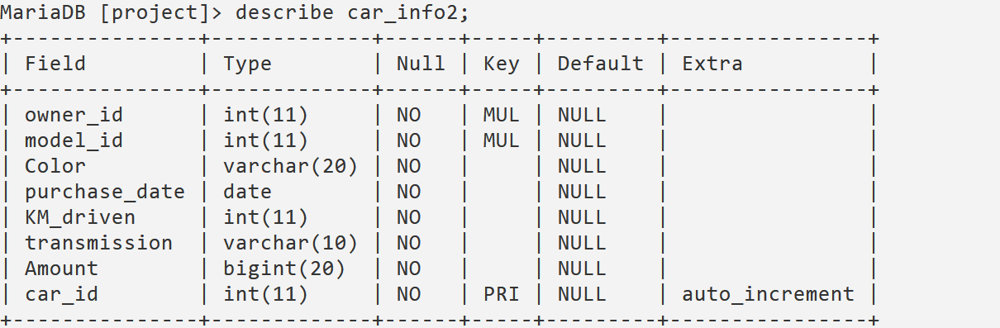 MariaDB [project]> describe car_info2;
+---------------+-------------+------+-----+---------+----------------+
| Field         | Type        | Null | Key | Default | Extra          |
+---------------+-------------+------+-----+---------+----------------+
| owner_id      | int(11)     | NO   | MUL | NULL    |                |
| model_id      | int(11)     | NO   | MUL | NULL    |                |
| Color         | varchar(20) | NO   |     | NULL    |                |
| purchase_date | date        | NO   |     | NULL    |                |
| KM_driven     | int(11)     | NO   |     | NULL    |                |
| transmission  | varchar(10) | NO   |     | NULL    |                |
| Amount        | bigint(20)  | NO   |     | NULL    |                |
| car_id        | int(11)     | NO   | PRI | NULL    | auto_increment |
+---------------+-------------+------+-----+---------+----------------+